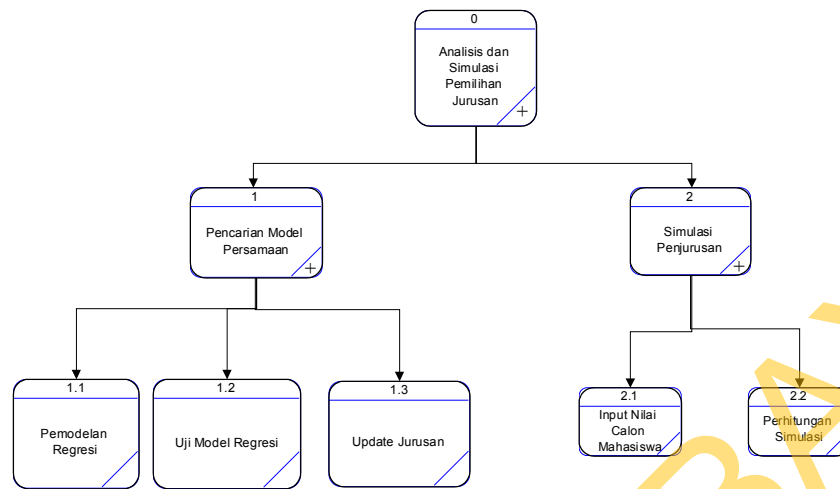 0
Analisis dan
Simulasi
Pemilihan
Jurusan
+
1
Pencarian Model
Persamaan
+
2
Simulasi
Penjurusan
+
1.1
Pemodelan
Regresi
1.2
Uji Model Regresi
1.3
Update Jurusan
2.1
Input Nilai
Calon
Mahasiswa
2.2
Perhitungan
Simulasi